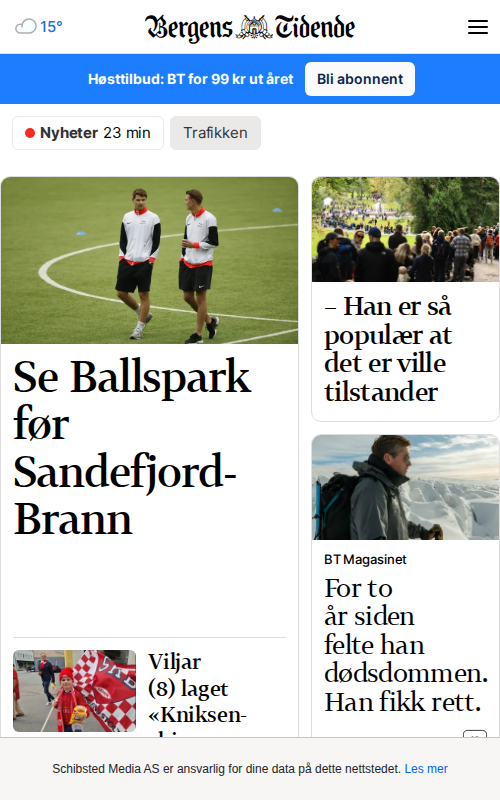 15°
Bergens Tidende
Høsttilbud: BT for 99 kr ut året
Bli abonnent
Nyheter 23 min
Trafikken
Se Ballspark
før
Sandefjord-
Brann
Viljar
(8) laget
«Kniksen-
– Han er så
populær at
det er ville
tilstander
BT Magasinet
For to
år siden
felte han
dødsdommen.
Han fikk rett.
Schibsted Media AS er ansvarlig for dine data på dette nettstedet. Les mer